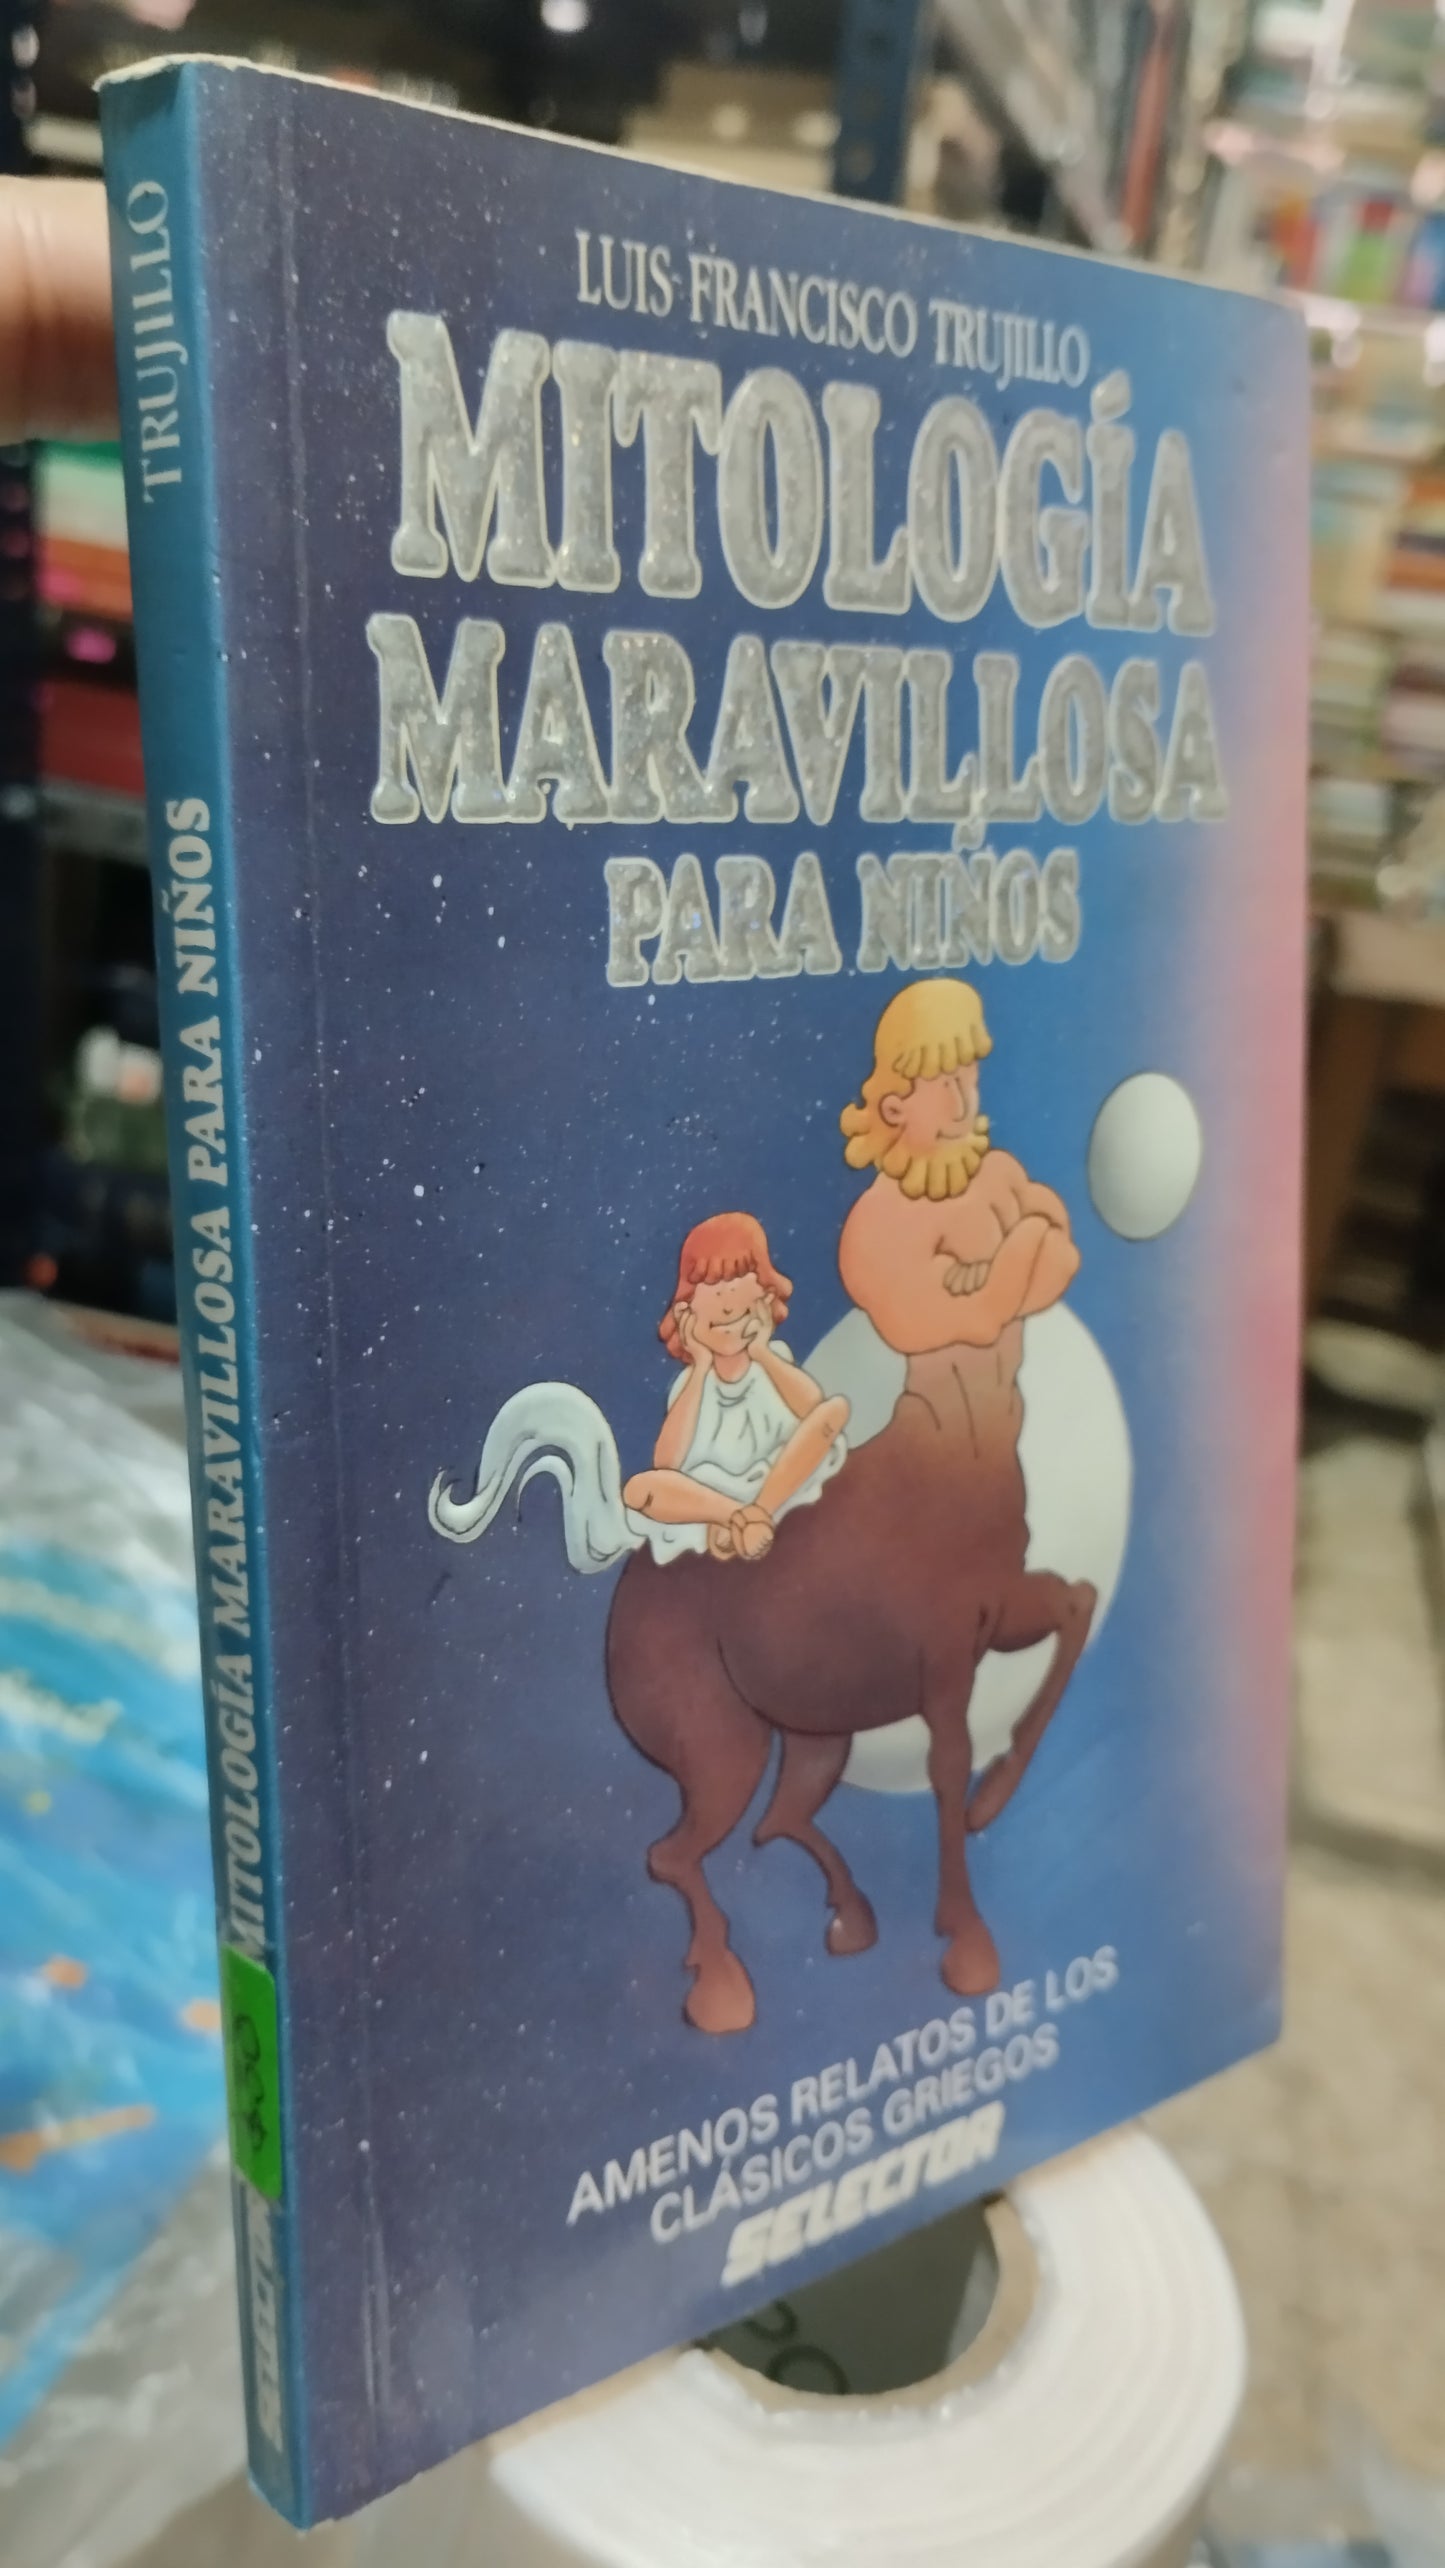 LUIS FRANCISCO TRUJILLO
MITOLOGÍA
MARAVILLOSA
PARA NIÑOS
AMENOS RELATOS DE LOS
CLÁSICOS GRIEGOS
SELECTOR
TRUJILLO
MITOLOGÍA MARAVILLOSA PARA NIÑOS